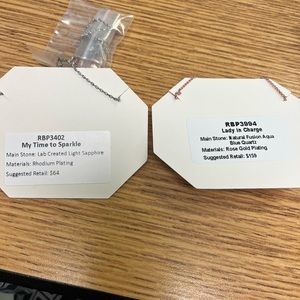 RBP3402
My Time to Sparkle
Main Stone: Lab Created Light Sapphire
Materials: Rhodium Plating
Suggested Retail: $64
RBP3994
Lady in Charge
Main Stone: Natural Fusion Aqua
Blue Quartz
Materials: Rose Gold Plating
Suggested Retail: $159